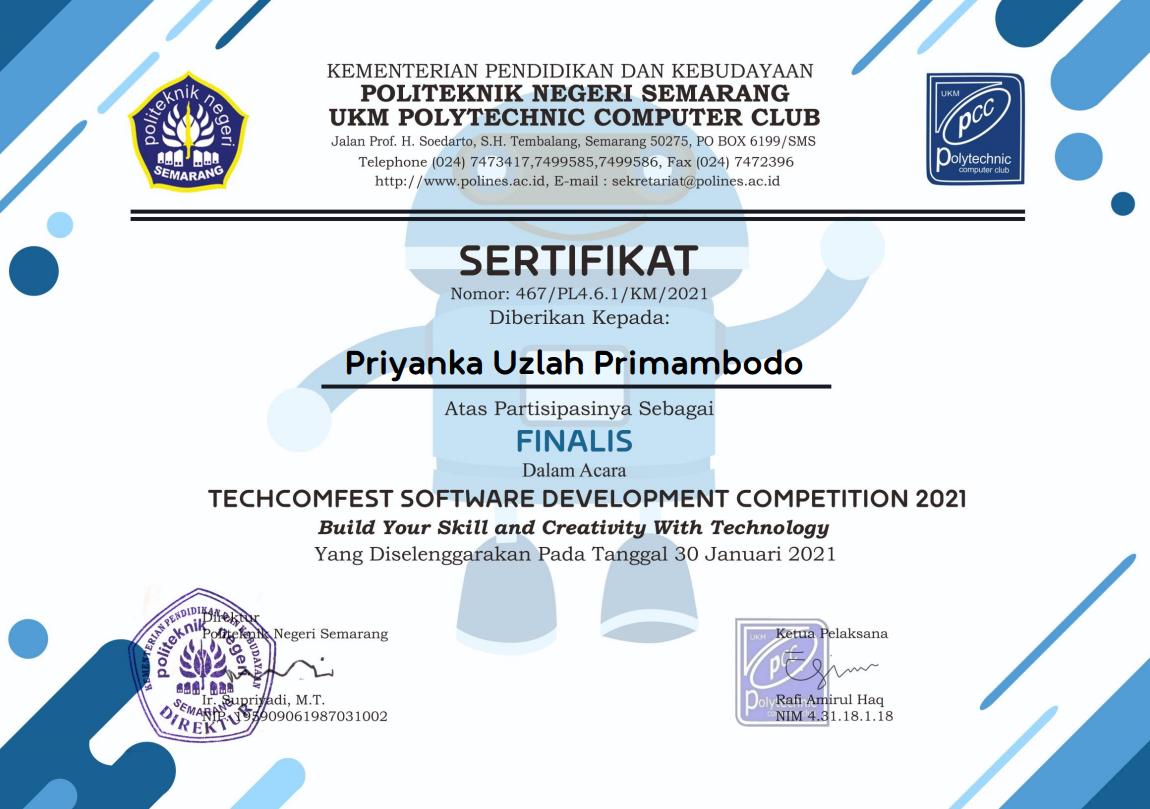 KEMENTERIAN PENDIDIKAN DAN KEBUDAYAAN
POLITEKNIK NEGERI SEMARANG
UKM POLYTECHNIC COMPUTER CLUB
Jalan Prof. H. Soedarto, S.H. Tembalang, Semarang 50275, PO BOX 6199/SMS
Telephone (024) 7473417,7499585,7499586, Fax (024) 7472396
http://www.polines.ac.id, E-mail : sekretariat@polines.ac.id
politeknik negeri
SEMARANG
UKM
pcc
Polytechnic
computer club
SERTIFIKAT
Nomor: 467/PL4.6.1/KM/2021
Diberikan Kepada:
Priyanka Uzlah Primambodo
Atas Partisipasinya Sebagai
FINALIS
Dalam Acara
TECHCOMFEST SOFTWARE DEVELOPMENT COMPETITION 2021
Build Your Skill and Creativity With Technology
Yang Diselenggarakan Pada Tanggal 30 Januari 2021
Direktur
Politeknik Negeri Semarang
Ir. Supriyadi, M.T.
NIP. 195909061987031002
KEMENTERIAN PENDIDIKAN DAN KEBUDAYAAN
politeknik negeri
SEMARANG
DIREKTUR
Ketua Pelaksana
Rafi Amirul Haq
NIM 4.31.18.1.18
UKM
pcc